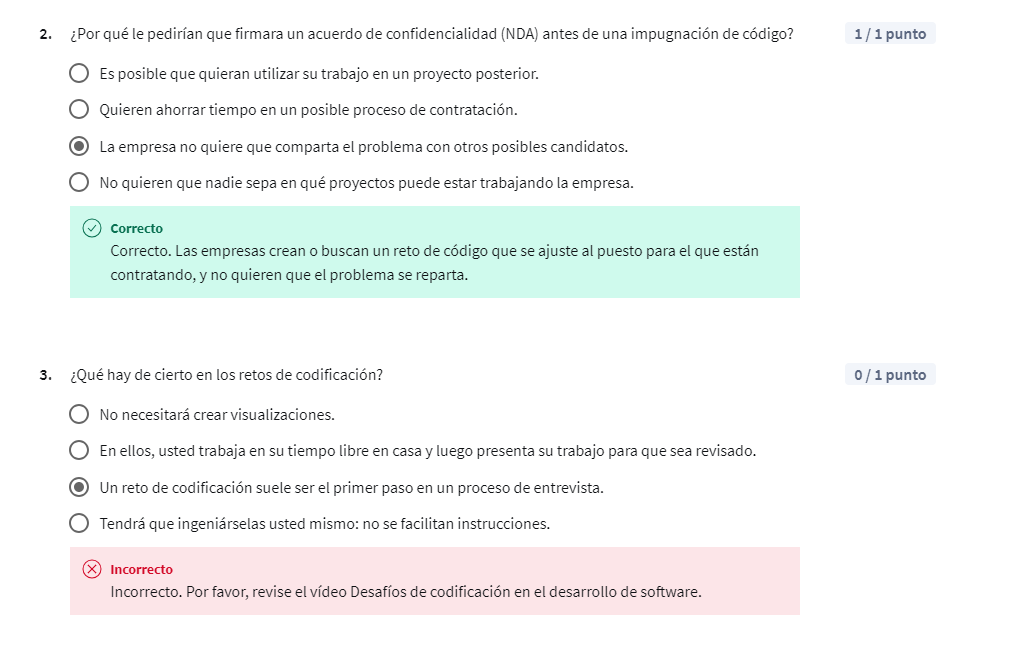 2. ¿Por qué le pedirían que firmara un acuerdo de confidencialidad (NDA) antes de una impugnación de código? 1 / 1 punto
Es posible que quieran utilizar su trabajo en un proyecto posterior.
Quieren ahorrar tiempo en un posible proceso de contratación.
La empresa no quiere que comparta el problema con otros posibles candidatos.
No quieren que nadie sepa en qué proyectos puede estar trabajando la empresa.
Correcto
Correcto. Las empresas crean o buscan un reto de código que se ajuste al puesto para el que están
contratando, y no quieren que el problema se reparta.
3. ¿Qué hay de cierto en los retos de codificación? 0 / 1 punto
No necesitará crear visualizaciones.
En ellos, usted trabaja en su tiempo libre en casa y luego presenta su trabajo para que sea revisado.
Un reto de codificación suele ser el primer paso en un proceso de entrevista.
Tendrá que ingeniárselas usted mismo: no se facilitan instrucciones.
Incorrecto
Incorrecto. Por favor, revise el vídeo Desafíos de codificación en el desarrollo de software.